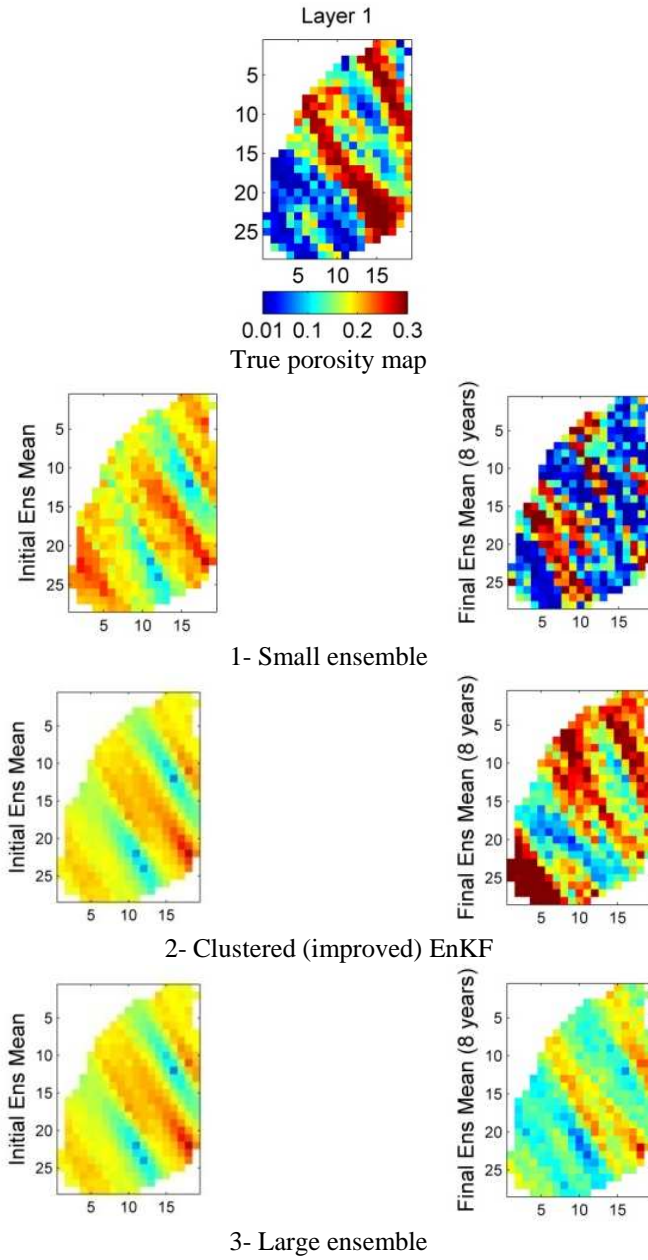 Layer 1
5
10
15
20
25
5 10 15
0.01 0.1 0.2 0.3
True porosity map
Initial Ens Mean
5
10
15
20
25
5 10 15
Final Ens Mean (8 years)
5
10
15
20
25
5 10 15
1- Small ensemble
Initial Ens Mean
5
10
15
20
25
5 10 15
Final Ens Mean (8 years)
5
10
15
20
25
5 10 15
2- Clustered (improved) EnKF
Initial Ens Mean
5
10
15
20
25
5 10 15
Final Ens Mean (8 years)
5
10
15
20
25
5 10 15
3- Large ensemble